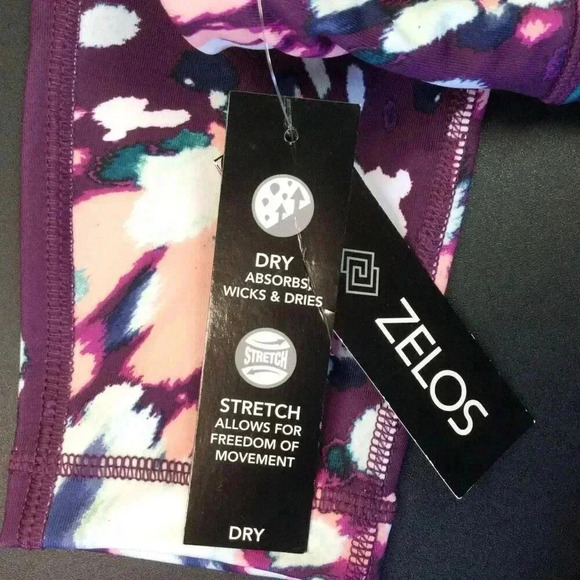 DRY
ABSORBS,
WICKS & DRIES
STRETCH
STRETCH
ALLOWS FOR
FREEDOM OF
MOVEMENT
DRY
ZELOS